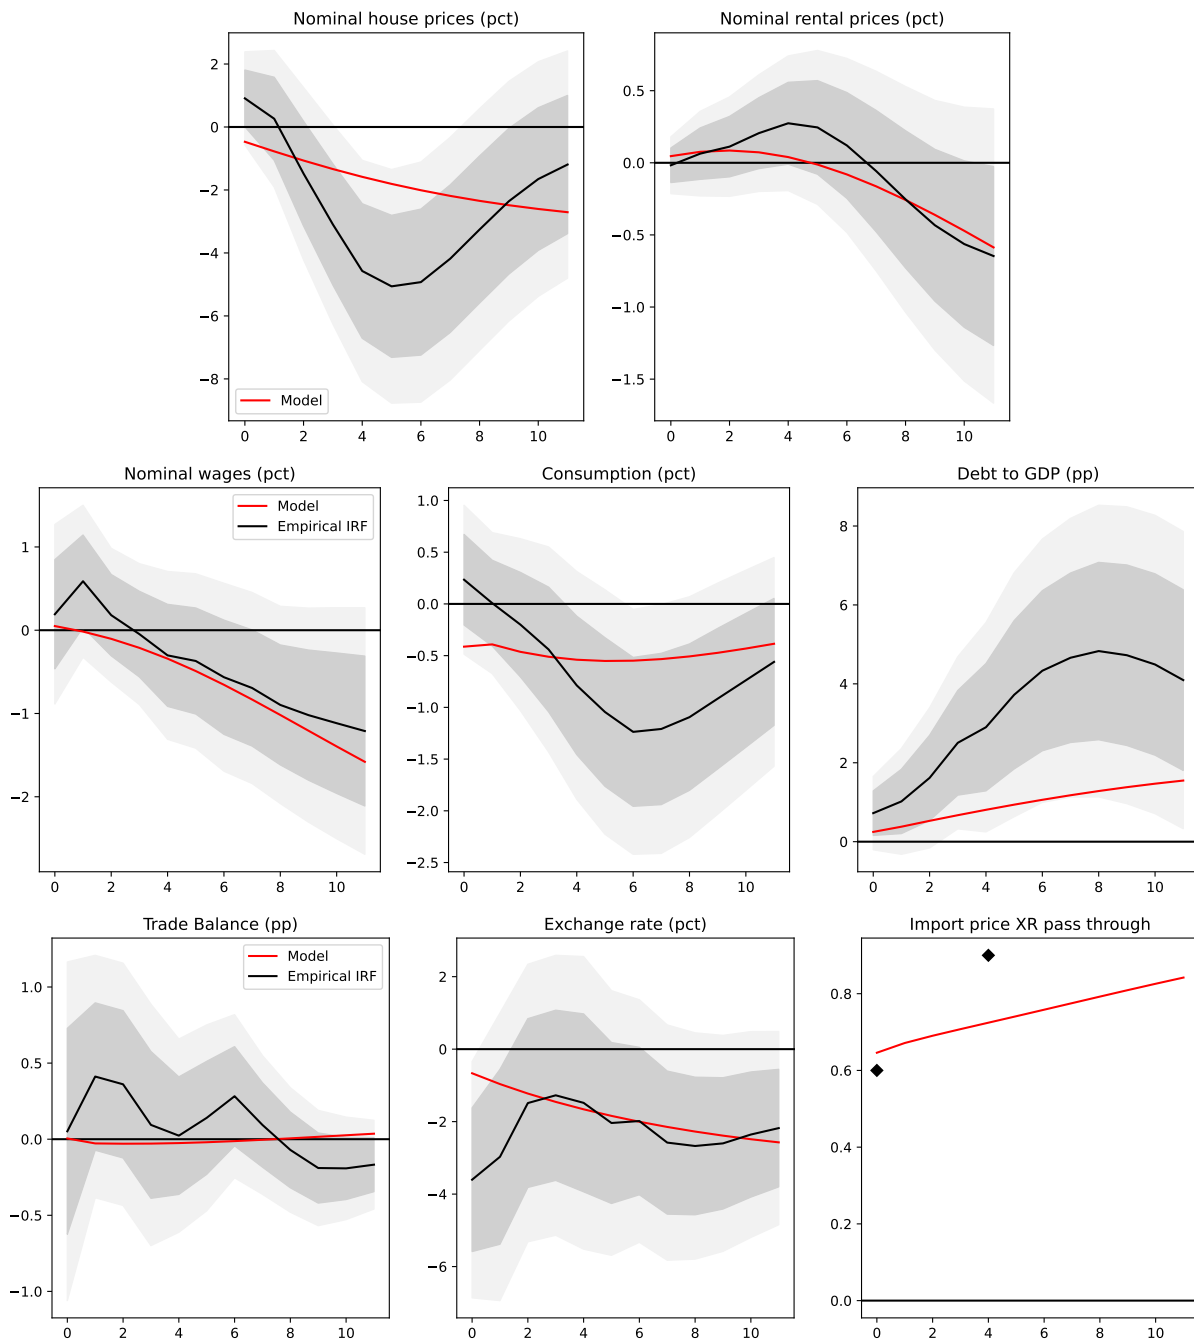 Nominal house prices (pct)
Nominal rental prices (pct)
2
0
−2
−4
−6
−8
Model
0 2 4 6 8 10
0.5
0.0
−0.5
−1.0
−1.5
0 2 4 6 8 10
Nominal wages (pct)
Consumption (pct)
Debt to GDP (pp)
1
0
−1
−2
Model
Empirical IRF
0 2 4 6 8 10
1.0
0.5
0.0
−0.5
−1.0
−1.5
−2.0
−2.5
0 2 4 6 8 10
8
6
4
2
0
0 2 4 6 8 10
Trade Balance (pp)
Exchange rate (pct)
Import price XR pass through
1.0
0.5
0.0
−0.5
−1.0
Model
Empirical IRF
0 2 4 6 8 10
2
0
−2
−4
−6
0 2 4 6 8 10
0.8
0.6
0.4
0.2
0.0
0 2 4 6 8 10